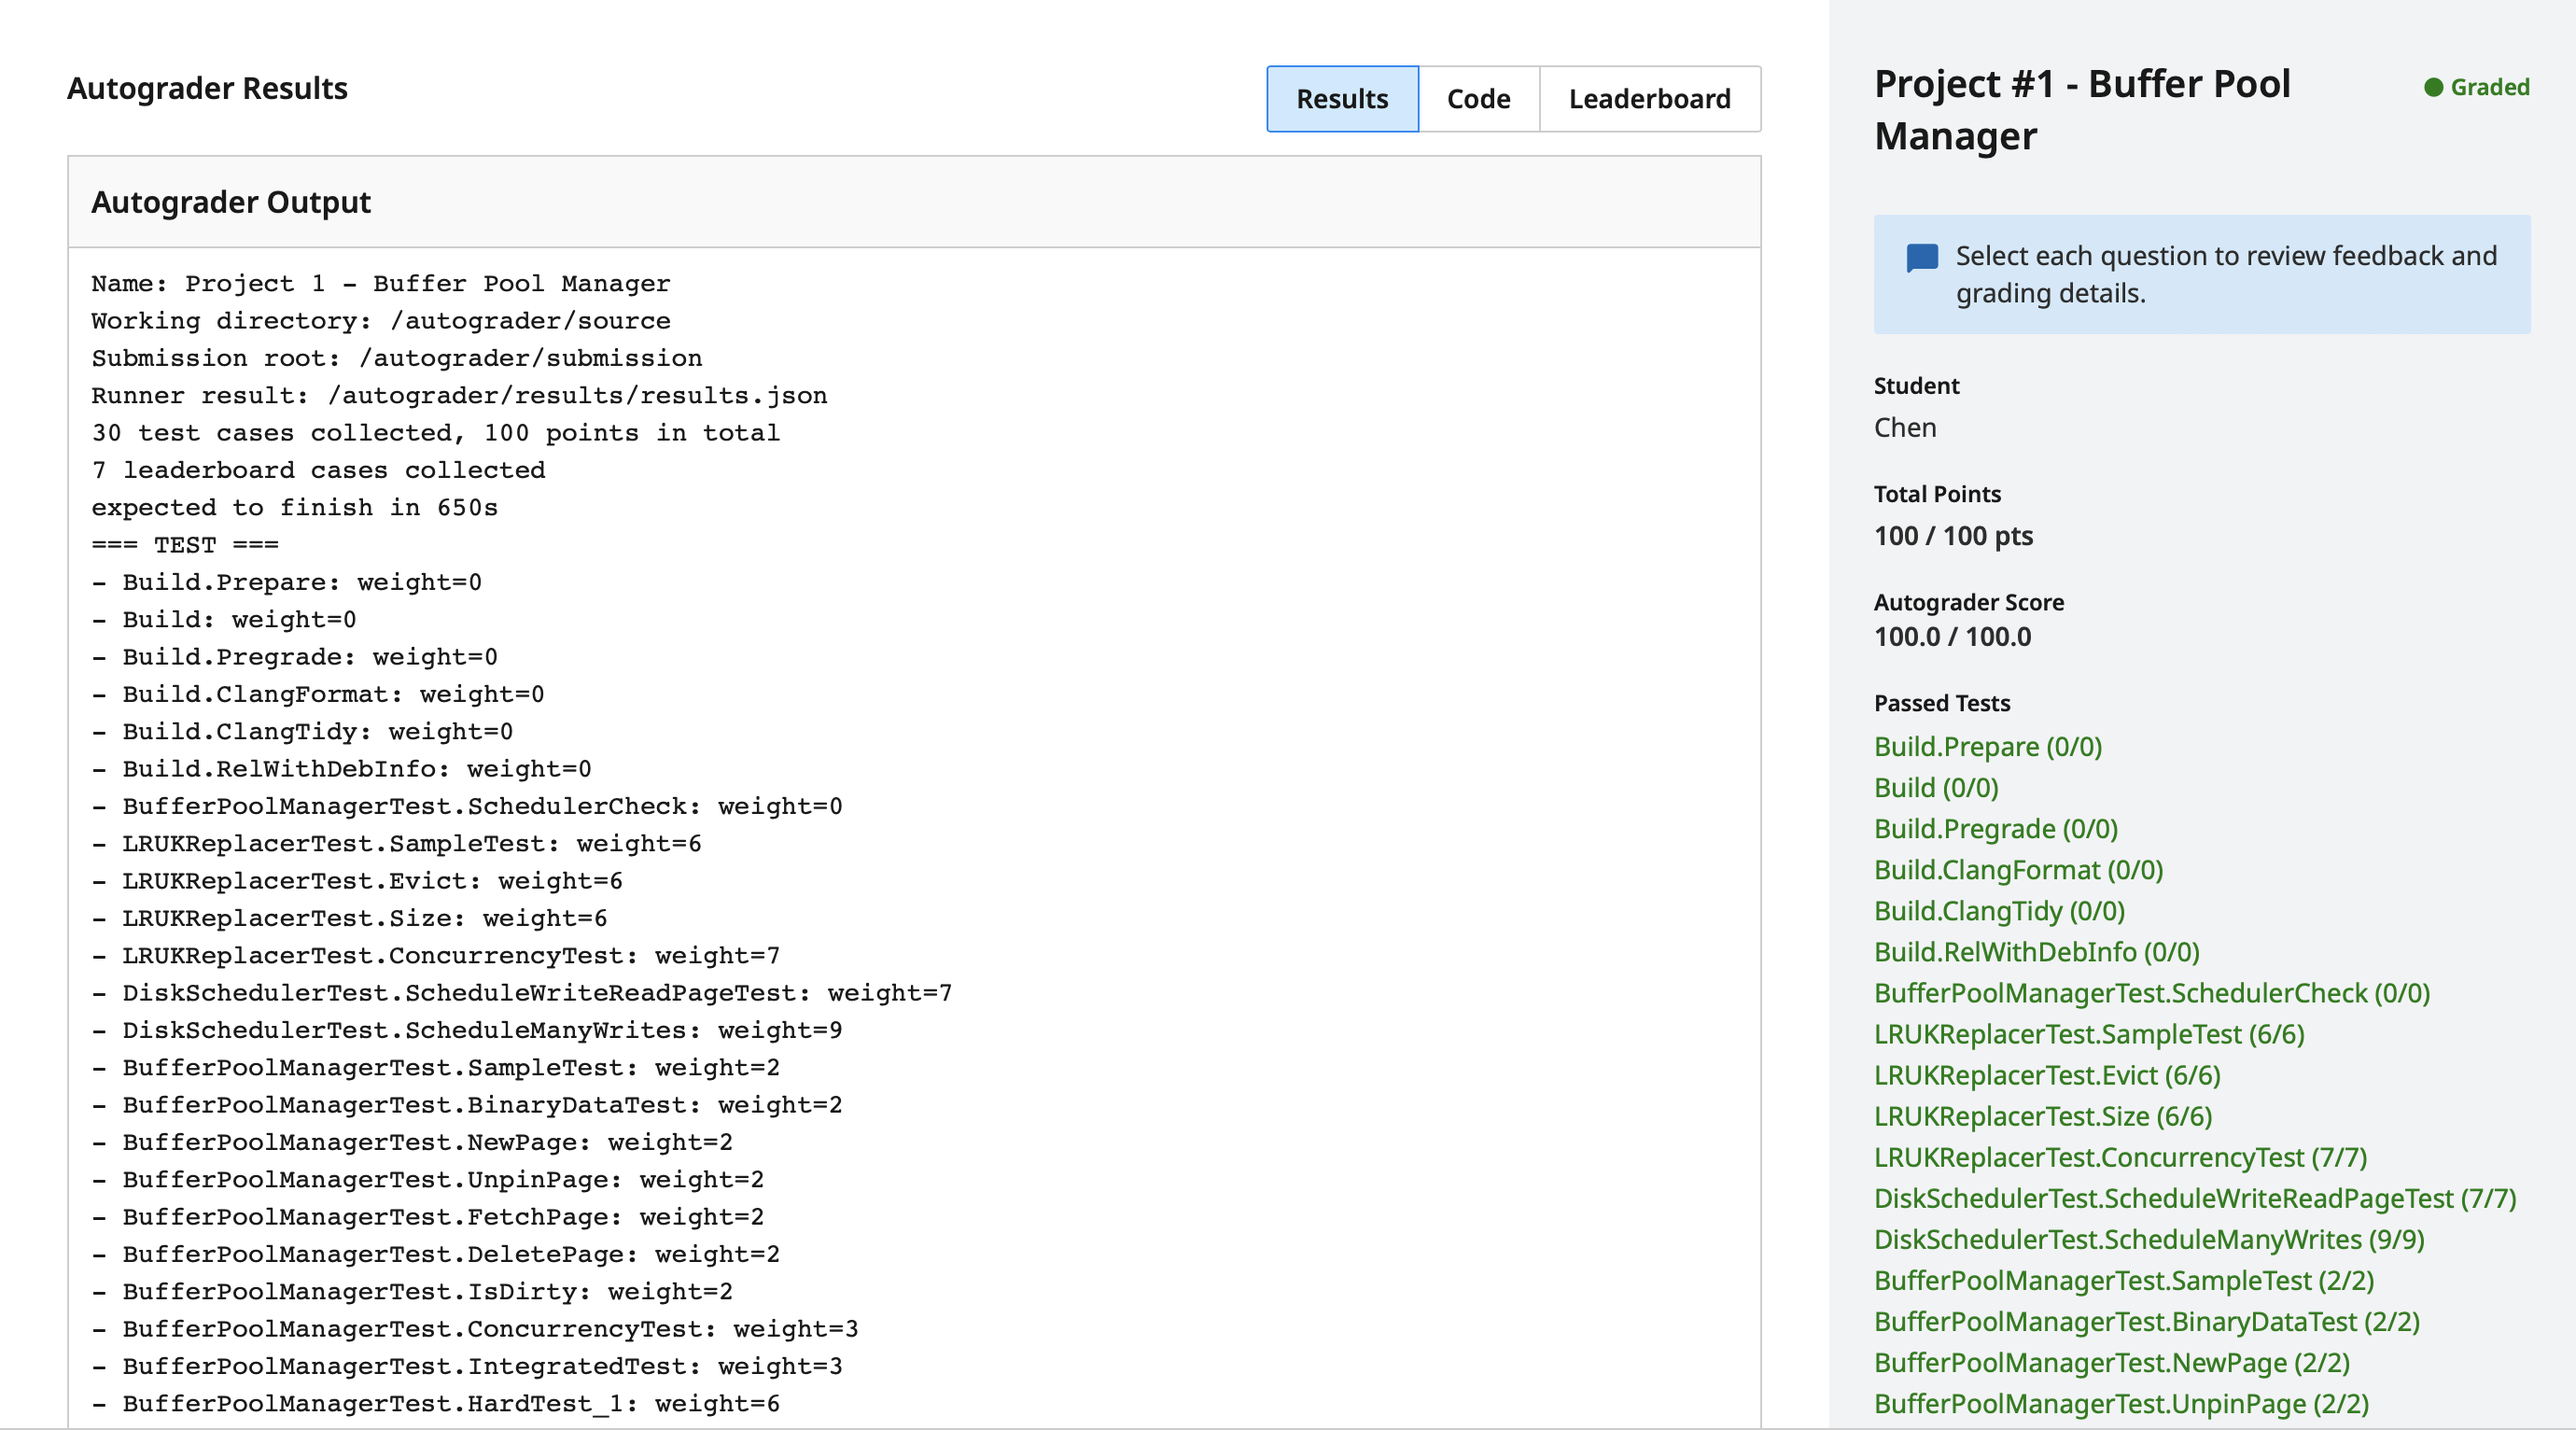 Autograder Results
Results
Code
Leaderboard
Autograder Output
Name: Project 1 - Buffer Pool Manager
Working directory: /autograder/source
Submission root: /autograder/submission
Runner result: /autograder/results/results.json
30 test cases collected, 100 points in total
7 leaderboard cases collected
expected to finish in 650s
=== TEST ===
- Build.Prepare: weight=0
- Build: weight=0
- Build.Pregrade: weight=0
- Build.ClangFormat: weight=0
- Build.ClangTidy: weight=0
- Build.RelWithDebInfo: weight=0
- BufferPoolManagerTest.SchedulerCheck: weight=0
- LRUKReplacerTest.SampleTest: weight=6
- LRUKReplacerTest.Evict: weight=6
- LRUKReplacerTest.Size: weight=6
- LRUKReplacerTest.ConcurrencyTest: weight=7
- DiskSchedulerTest.ScheduleWriteReadPageTest: weight=7
- DiskSchedulerTest.ScheduleManyWrites: weight=9
- BufferPoolManagerTest.SampleTest: weight=2
- BufferPoolManagerTest.BinaryDataTest: weight=2
- BufferPoolManagerTest.NewPage: weight=2
- BufferPoolManagerTest.UnpinPage: weight=2
- BufferPoolManagerTest.FetchPage: weight=2
- BufferPoolManagerTest.DeletePage: weight=2
- BufferPoolManagerTest.IsDirty: weight=2
- BufferPoolManagerTest.ConcurrencyTest: weight=3
- BufferPoolManagerTest.IntegratedTest: weight=3
- BufferPoolManagerTest.HardTest_1: weight=6
Project #1 - Buffer Pool
Manager
Graded
Select each question to review feedback and
grading details.
Student
Chen
Total Points
100 / 100 pts
Autograder Score
100.0 / 100.0
Passed Tests
Build.Prepare (0/0)
Build (0/0)
Build.Pregrade (0/0)
Build.ClangFormat (0/0)
Build.ClangTidy (0/0)
Build.RelWithDebInfo (0/0)
BufferPoolManagerTest.SchedulerCheck (0/0)
LRUKReplacerTest.SampleTest (6/6)
LRUKReplacerTest.Evict (6/6)
LRUKReplacerTest.Size (6/6)
LRUKReplacerTest.ConcurrencyTest (7/7)
DiskSchedulerTest.ScheduleWriteReadPageTest (7/7)
DiskSchedulerTest.ScheduleManyWrites (9/9)
BufferPoolManagerTest.SampleTest (2/2)
BufferPoolManagerTest.BinaryDataTest (2/2)
BufferPoolManagerTest.NewPage (2/2)
BufferPoolManagerTest.UnpinPage (2/2)